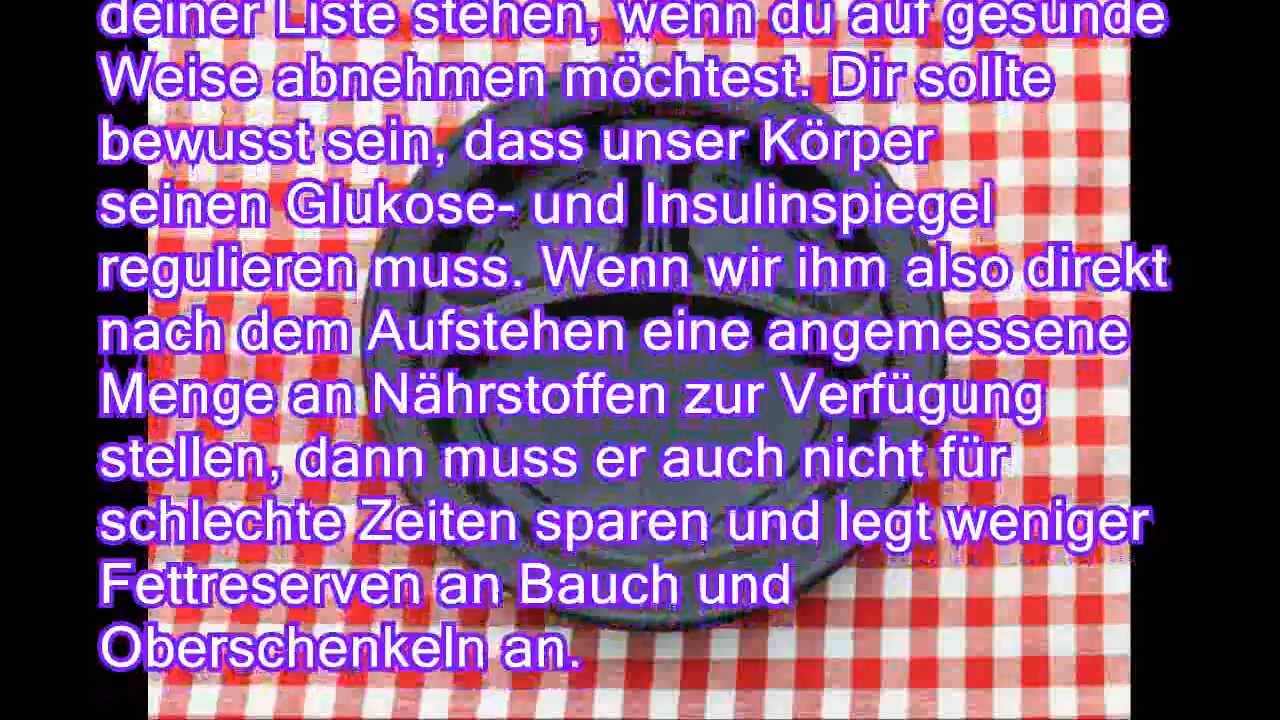 deiner Liste stehen, wenn du auf gesunde
Weise abnehmen möchtest. Dir sollte
bewusst sein, dass unser Körper
seinen Glukose- und Insulinspiegel
regulieren muss. Wenn wir ihm also direkt
nach dem Aufstehen eine angemessene
Menge an Nährstoffen zur Verfügung
stellen, dann muss er auch nicht für
schlechte Zeiten sparen und legt weniger
Fettreserven an Bauch und
Oberschenkeln an.